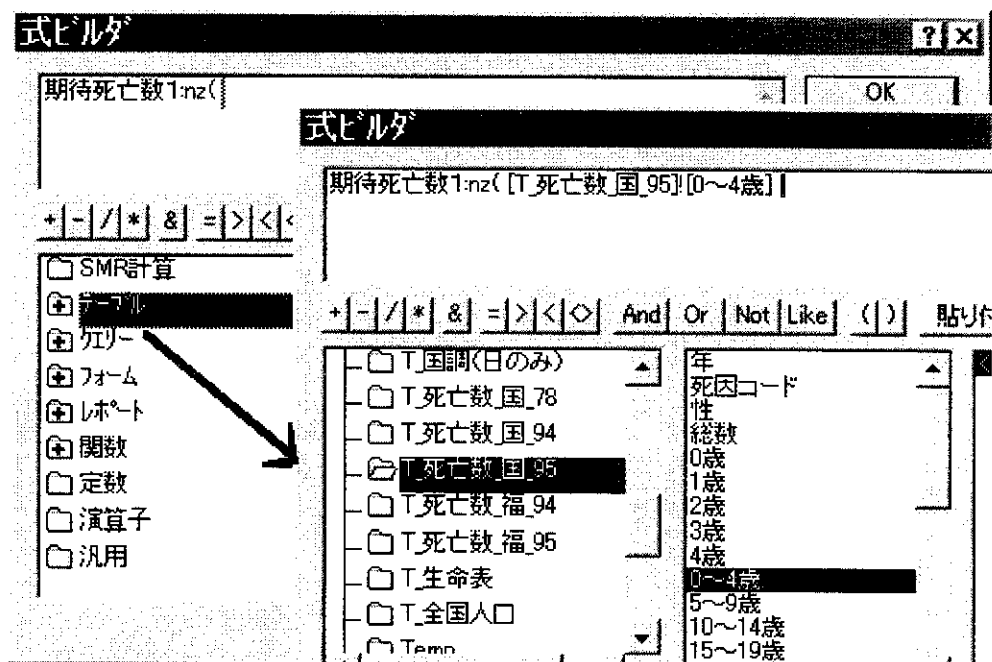 式ビルダ
期待死亡数1:nz(
OK
+ - / * & = > < <
SMR計算
テーブル
クエリー
フォーム
レポート
関数
定数
演算子
汎用
式ビルダ
期待死亡数1:nz( [T_死亡数_国_95]![0～4歳]
+ - / * & = > < <> And Or Not Like ( ) 貼り付
T_国調(日のみ)
T_死亡数_国_78
T_死亡数_国_94
T_死亡数_国_95
T_死亡数_福_94
T_死亡数_福_95
T_生命表
T_全国人口
Temp
年
死因コード
性
総数
0歳
1歳
2歳
3歳
4歳
0～4歳
5～9歳
10～14歳
15～19歳